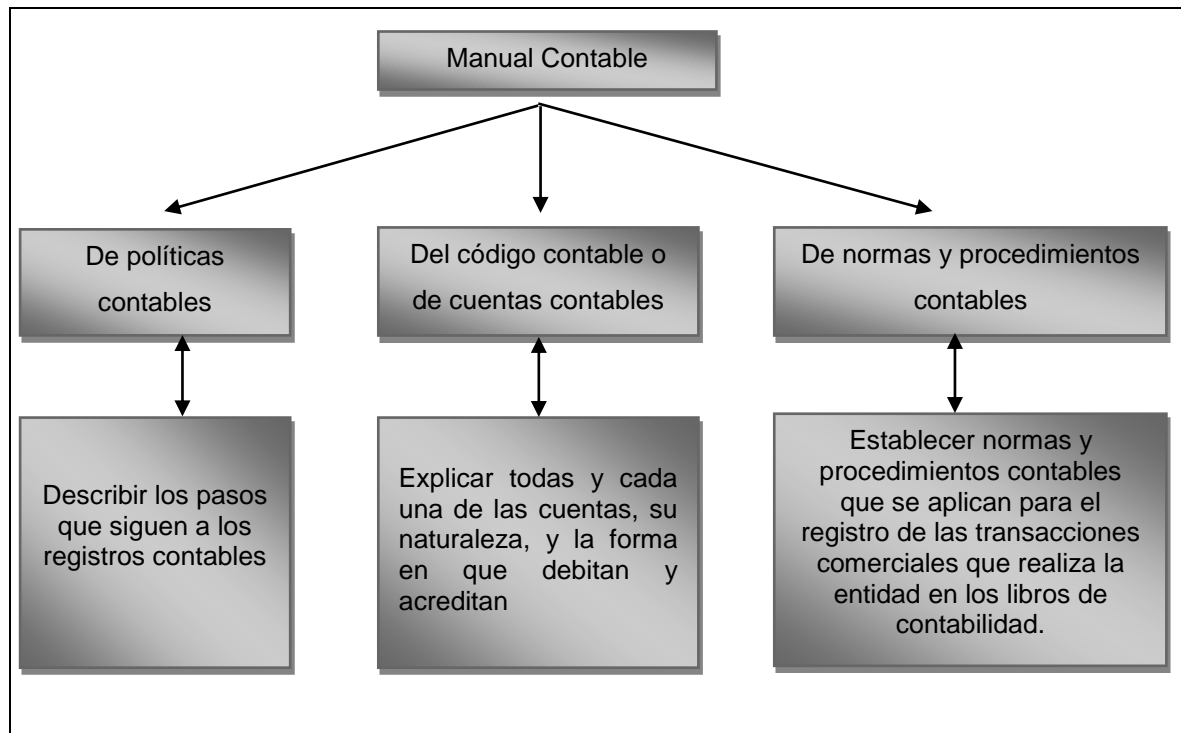 Manual Contable
De políticas
contables
Del código contable o
de cuentas contables
De normas y procedimientos
contables
Describir los pasos
que siguen a los
registros contables
Explicar todas y cada
una de las cuentas, su
naturaleza, y la forma
en que debitan y
acreditan
Establecer normas y
procedimientos contables
que se aplican para el
registro de las transacciones
comerciales que realiza la
entidad en los libros de
contabilidad.